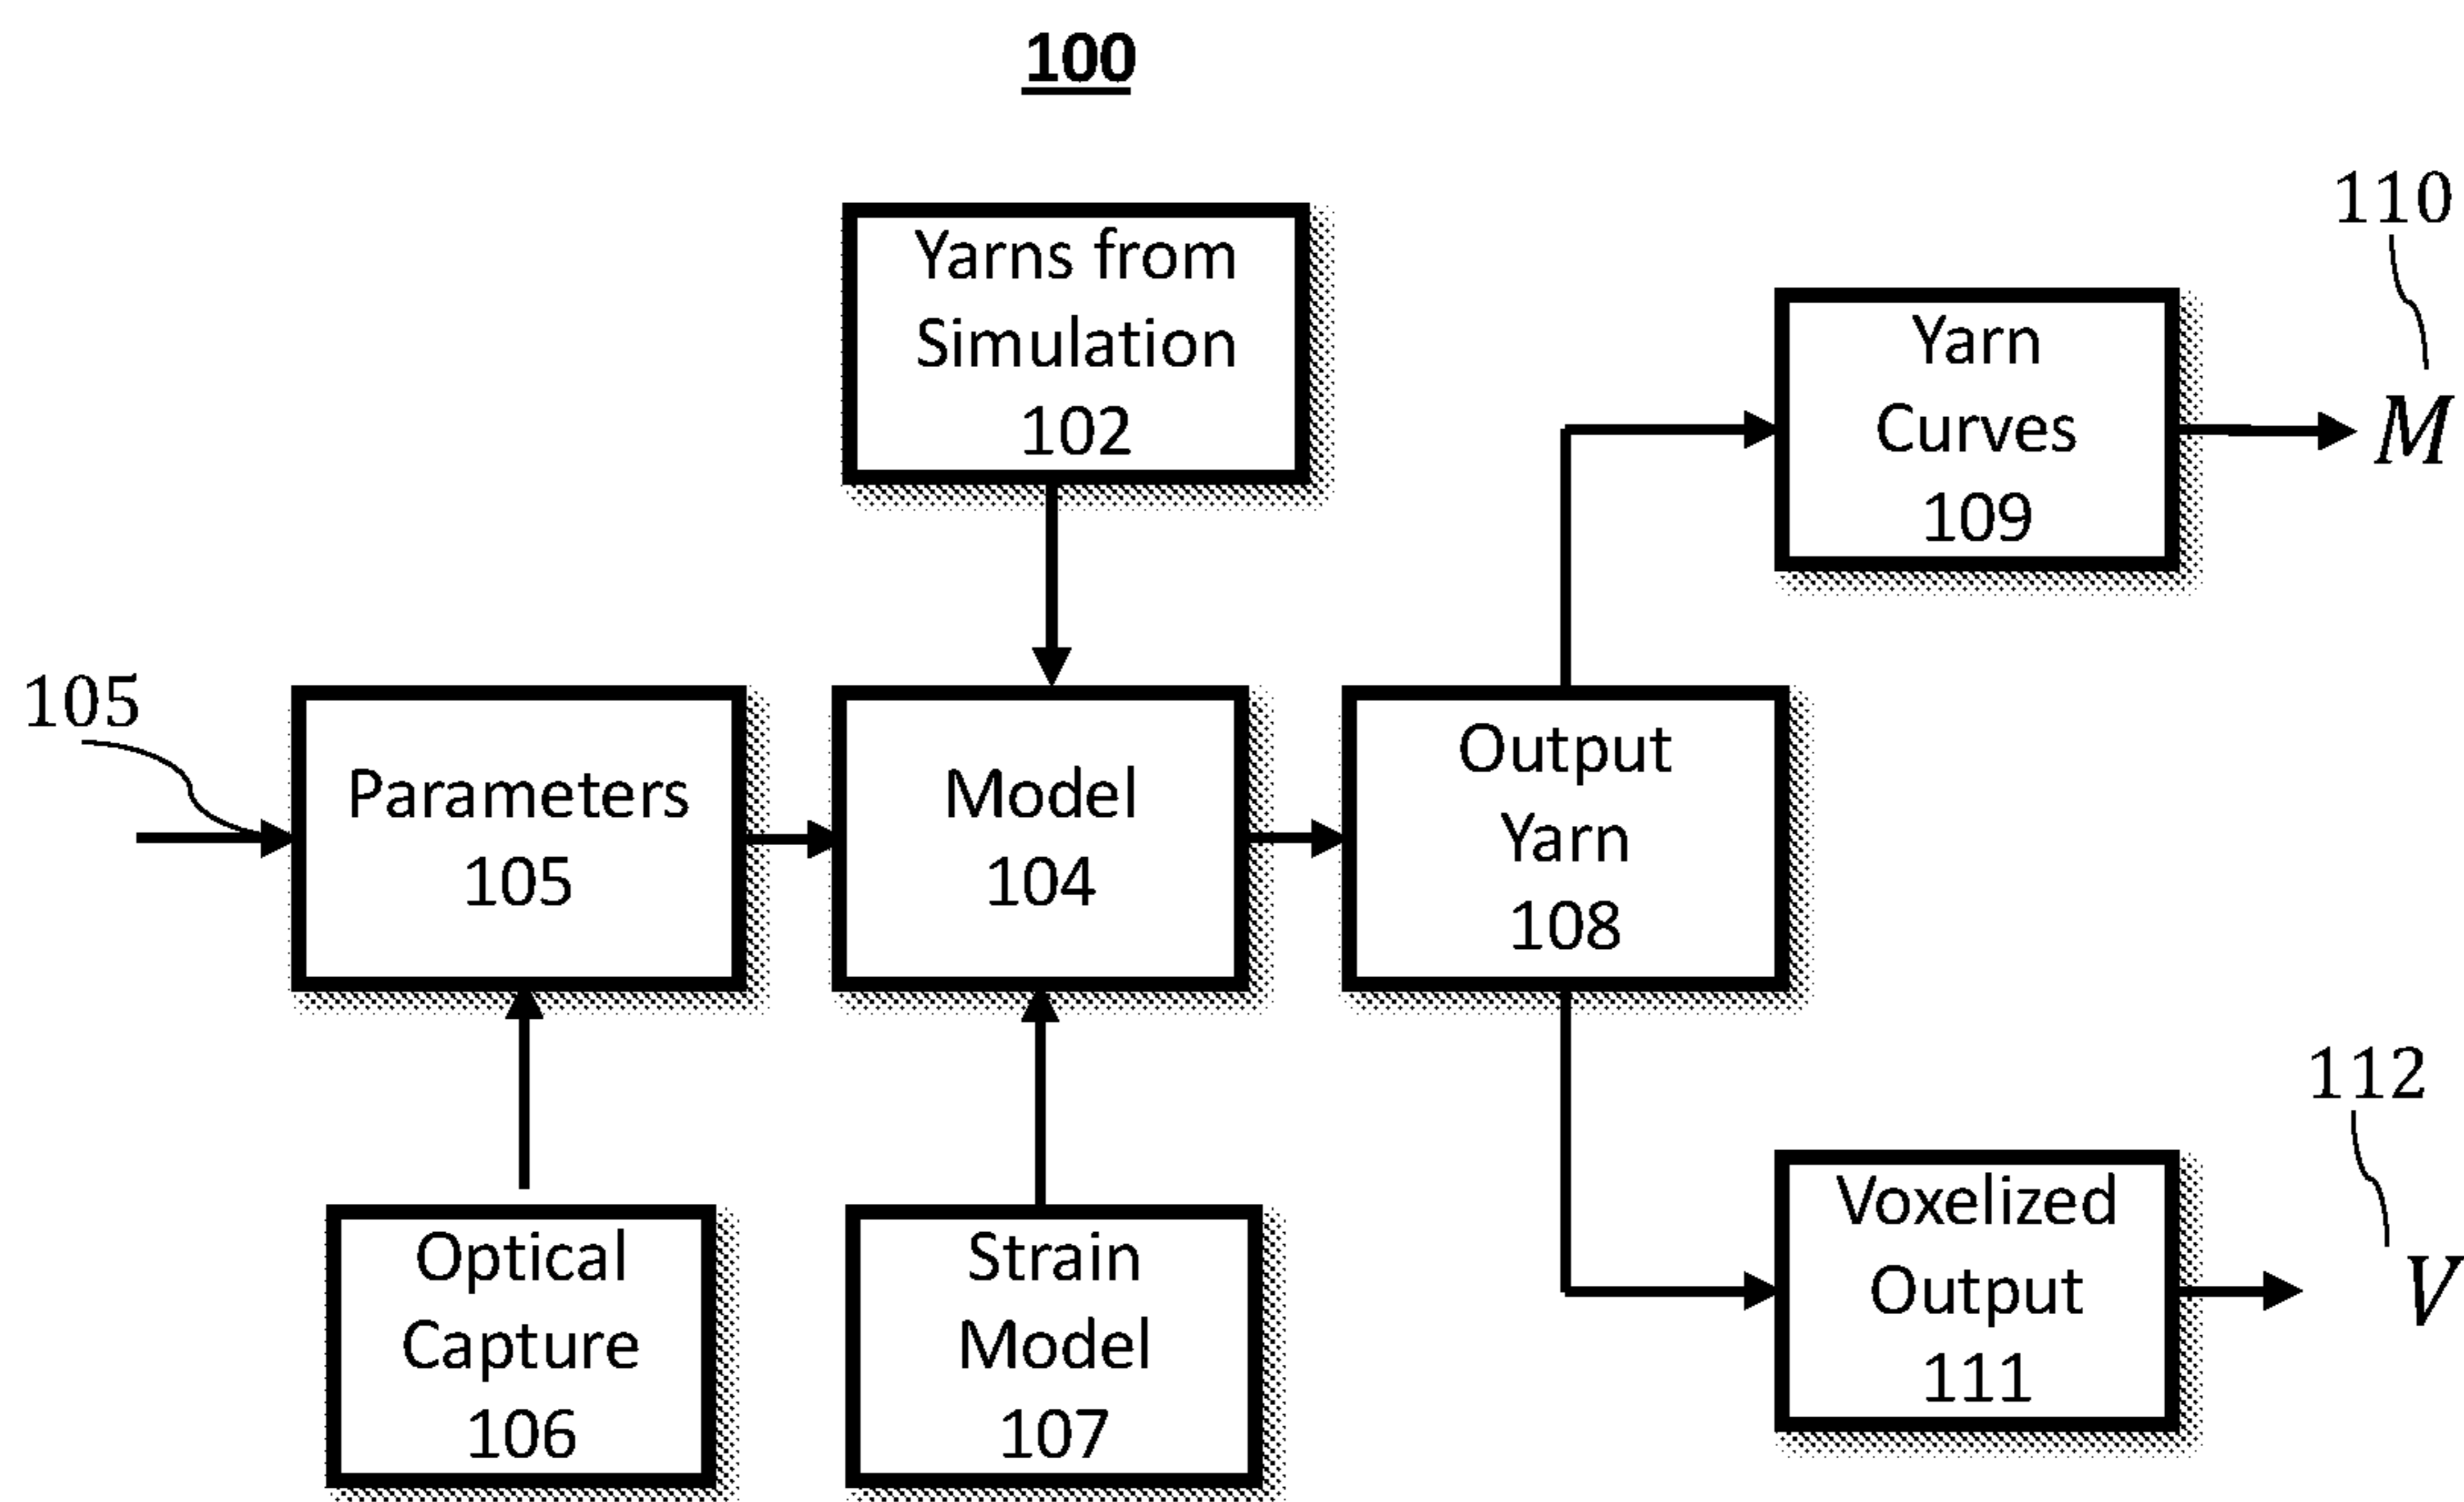 100
Yarns from
Simulation
102
110
Yarn
Curves
109
M
105
Parameters
105
Model
104
Output
Yarn
108
112
Optical
Capture
106
Strain
Model
107
Voxelized
Output
111
V